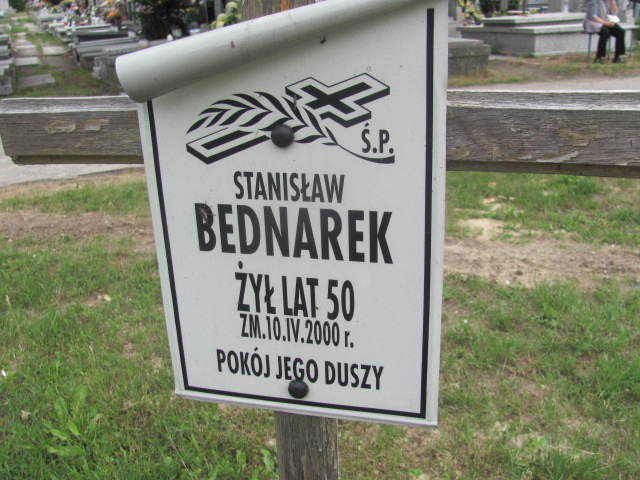 Ś.P.
STANISŁAW
BEDNAREK
ŻYŁ LAT 50
ZM.10.IV.2000 r.
POKÓJ JEGO DUSZY